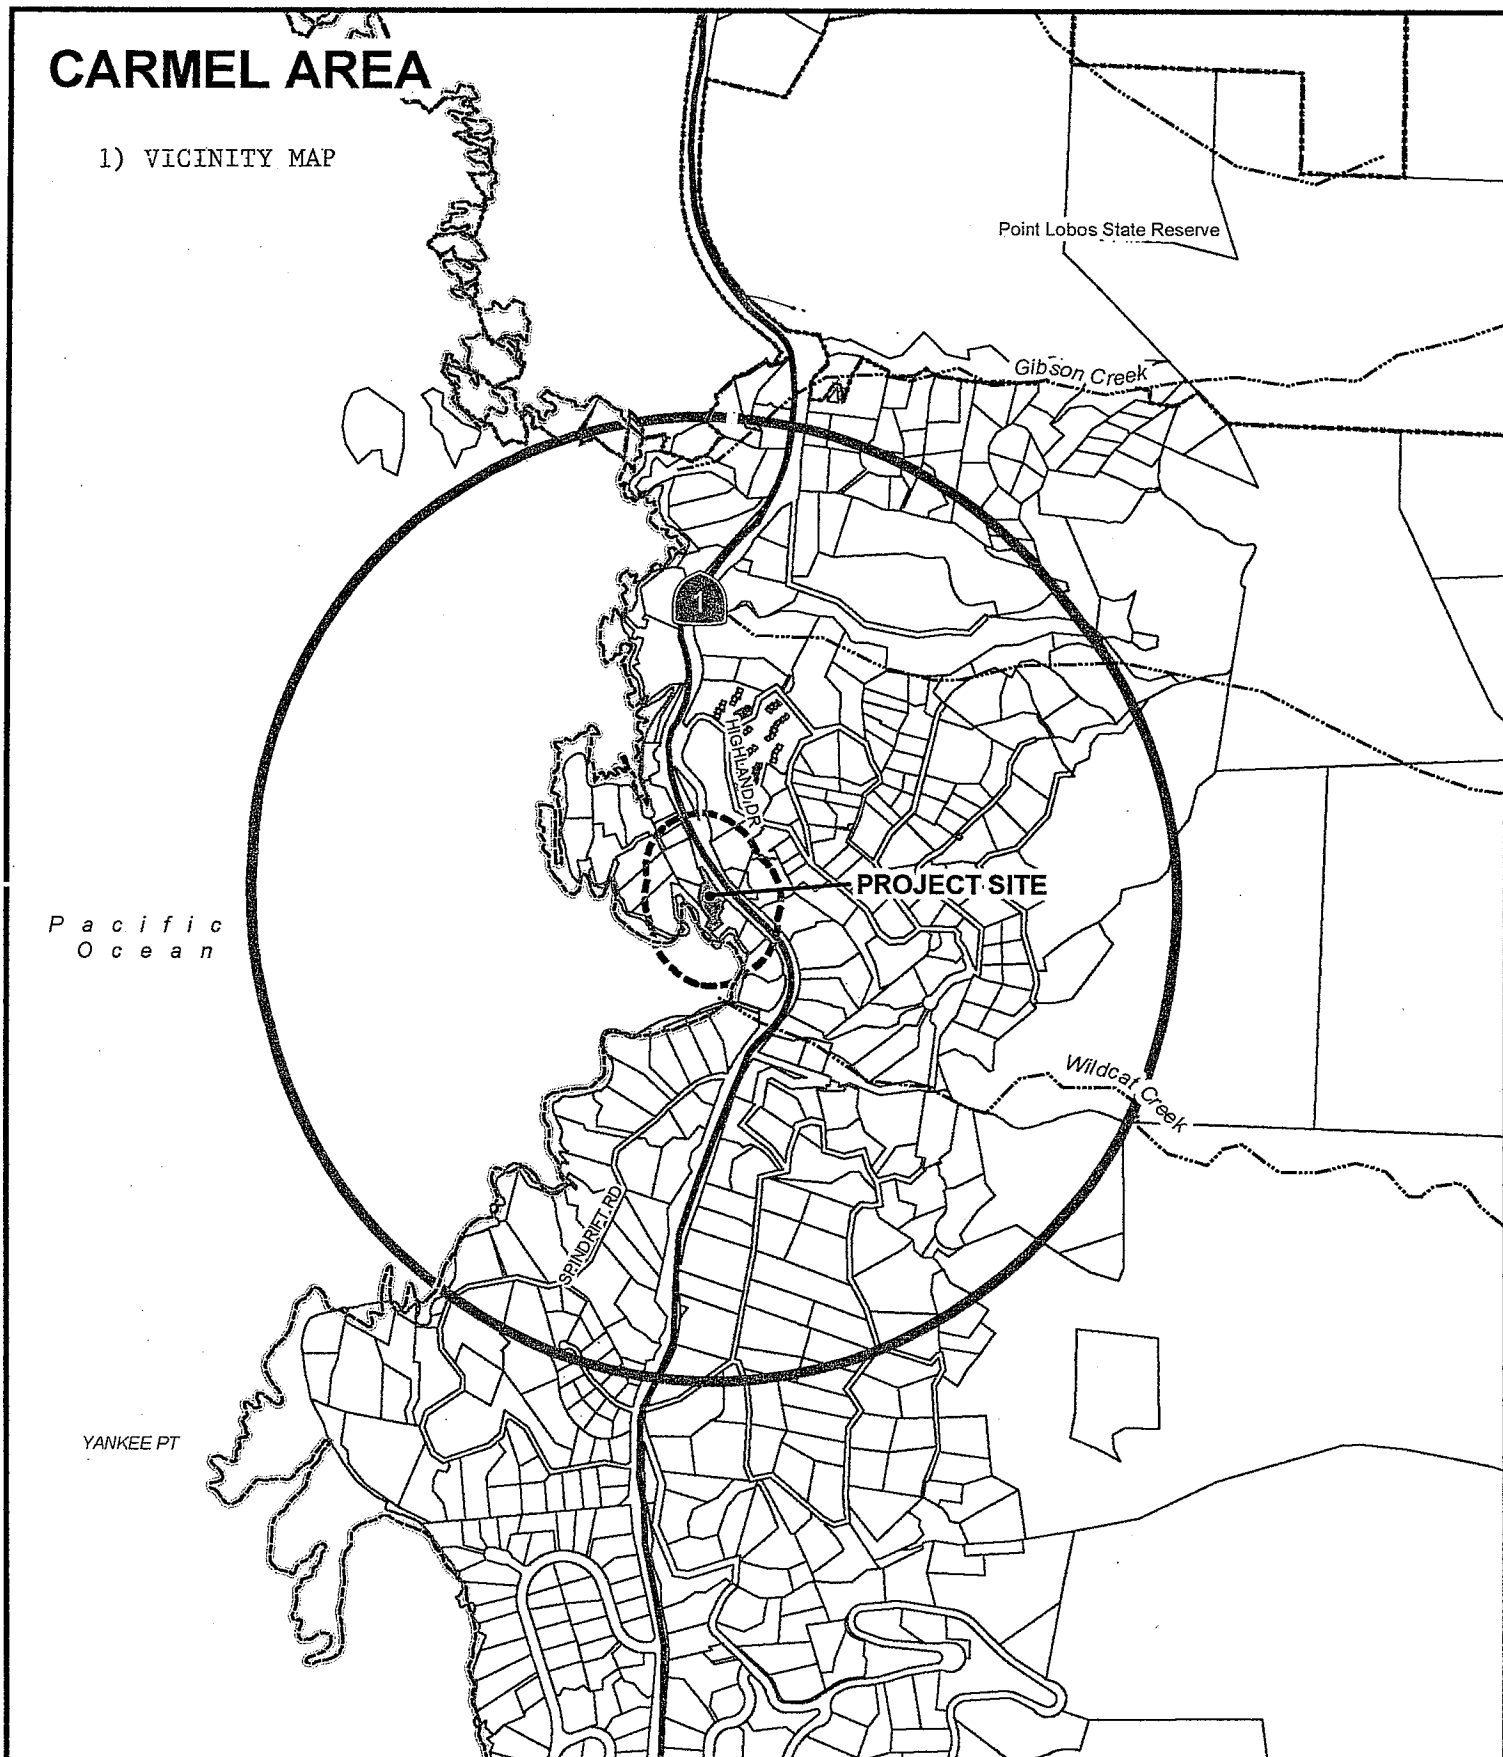 CARMEL AREA
1) VICINITY MAP
Point Lobos State Reserve
Gibson Creek
1
HIGHLAND DR
PROJECT SITE
Pacific
Ocean
Wildcat Creek
SPINDRIFT RD
YANKEE PT